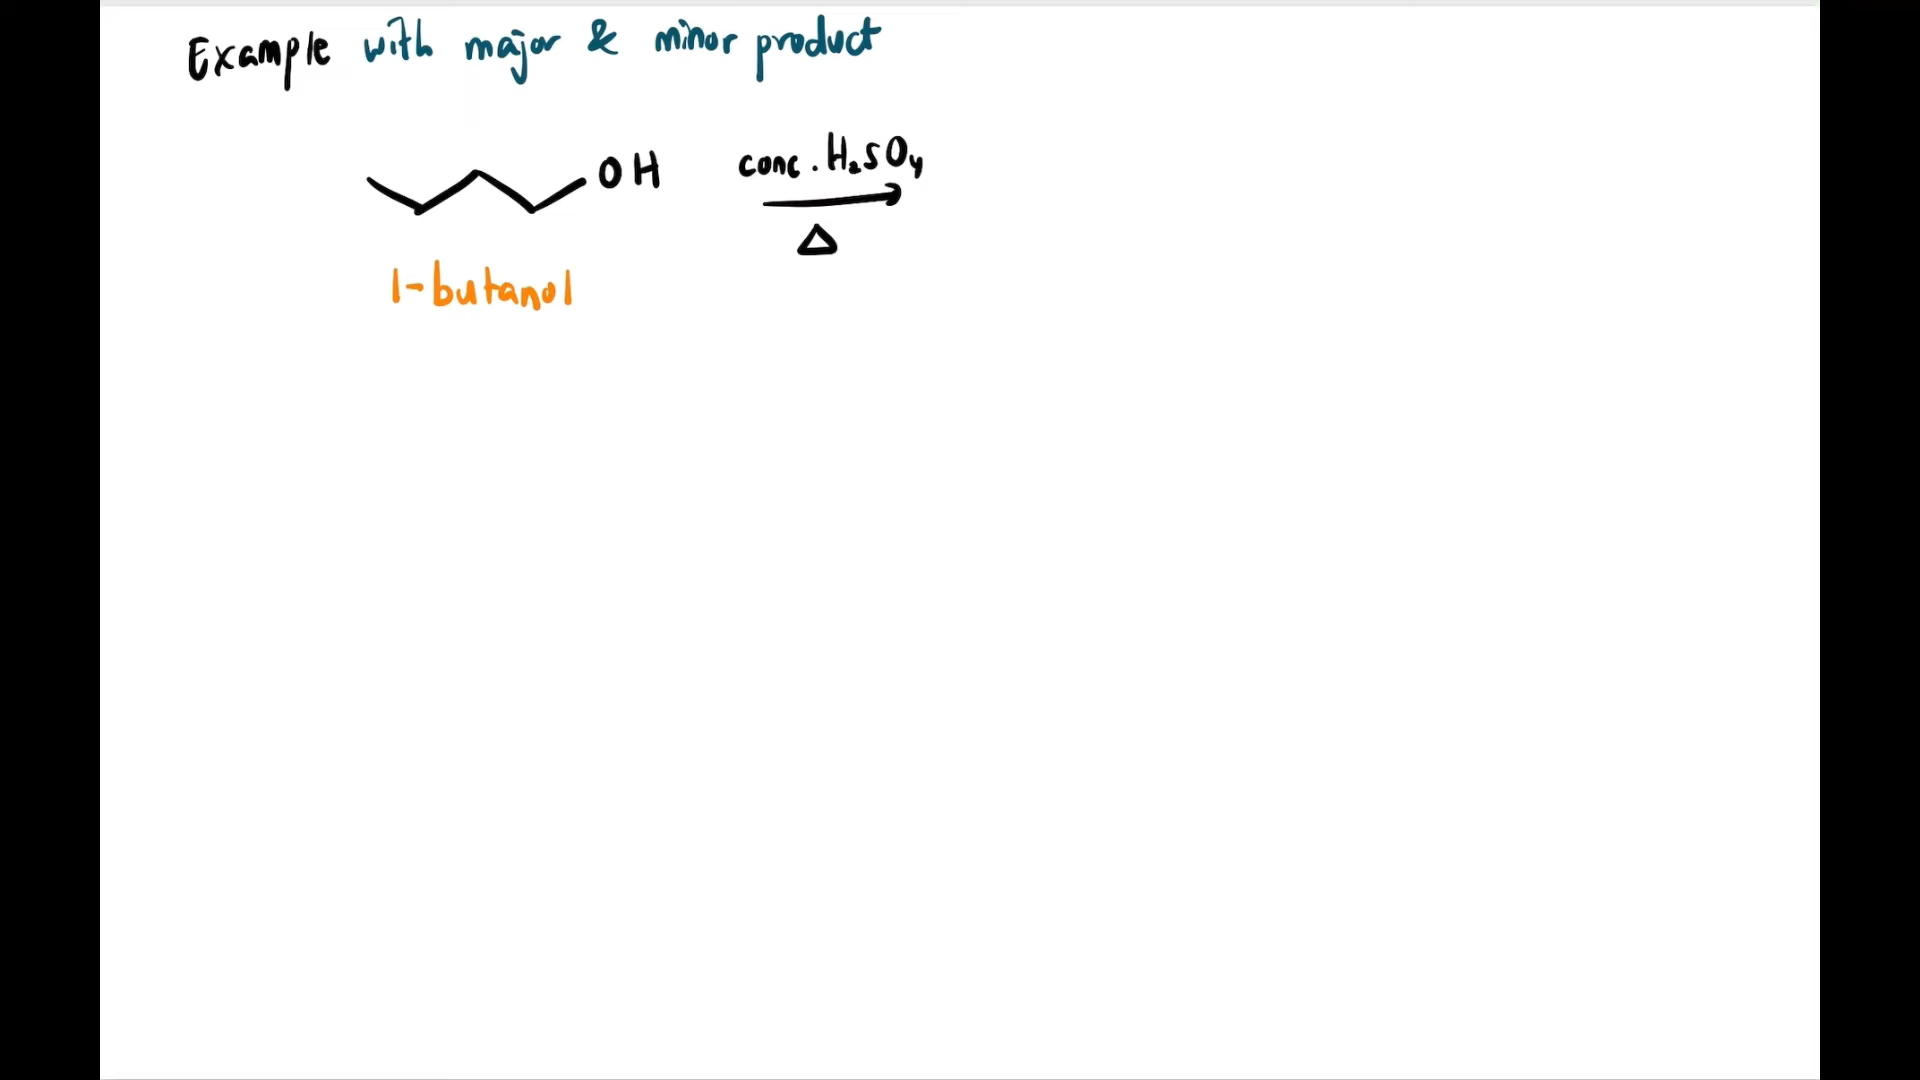 Example with major & minor product
OH
conc. H₂SO₄
Δ
1-butanol